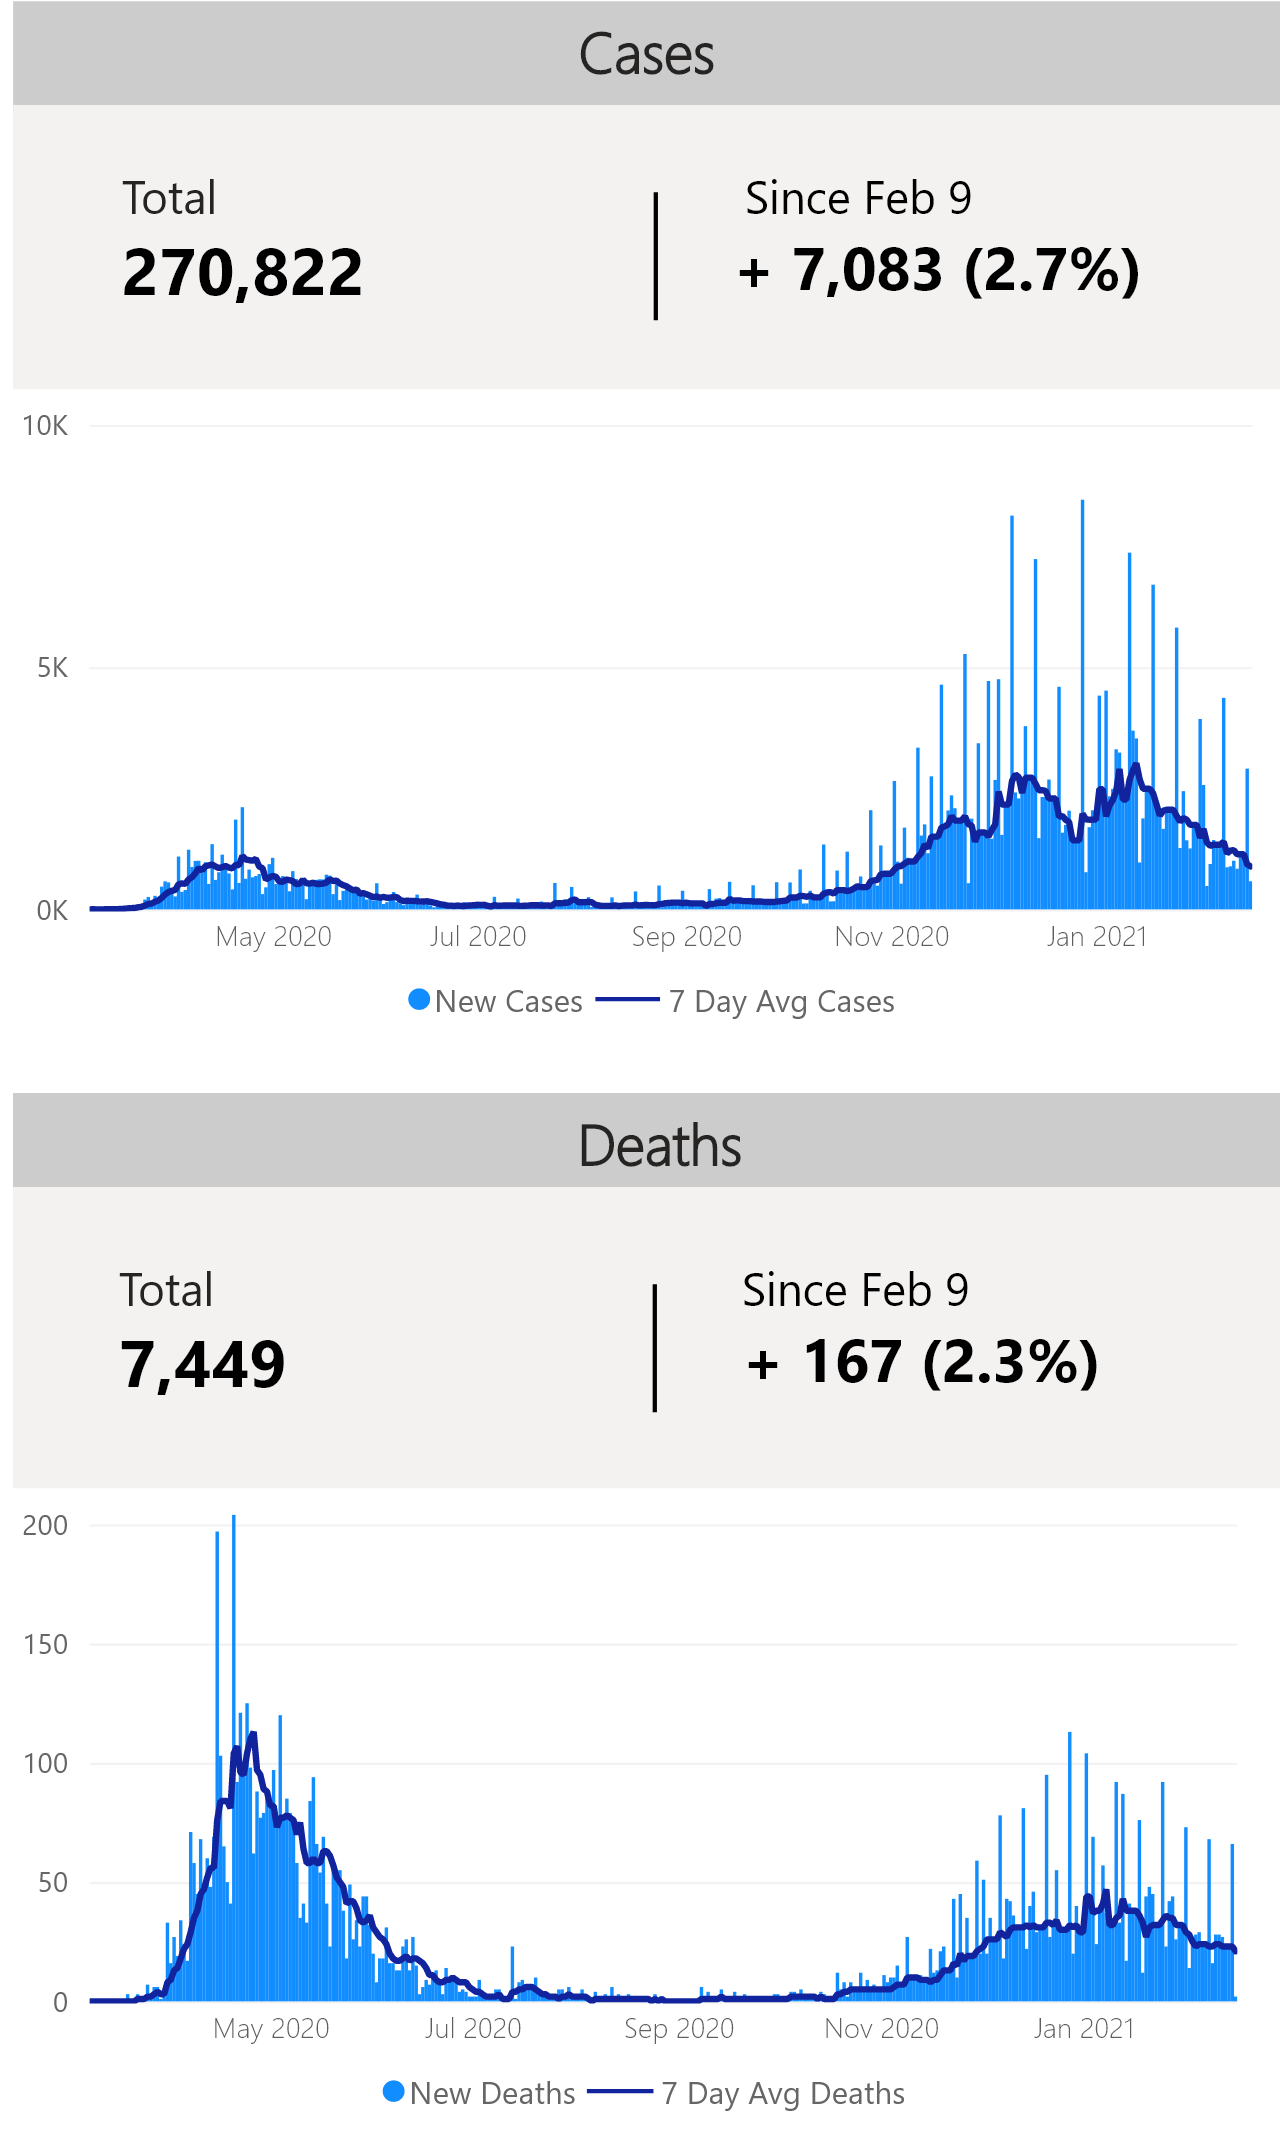 Cases
Total
Since Feb 9
270,822
+ 7,083 (2.7%)
10K
5K
0K
May 2020 Jul 2020 Sep 2020 Nov 2020 Jan 2021
New Cases 7 Day Avg Cases
Deaths
Total
Since Feb 9
7,449
+ 167 (2.3%)
200
150
100
50
0
May 2020 Jul 2020 Sep 2020 Nov 2020 Jan 2021
New Deaths 7 Day Avg Deaths